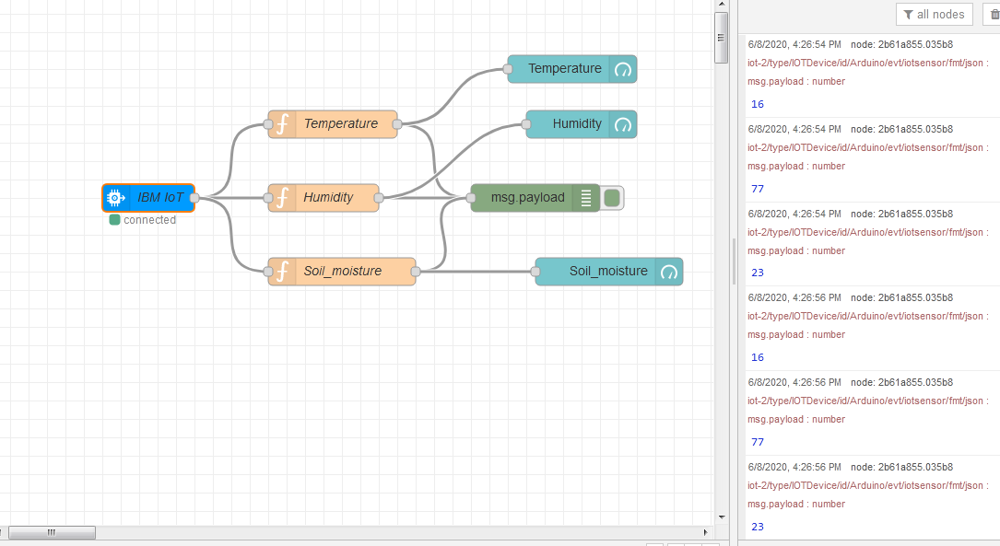 all nodes
Temperature
Humidity
Temperature
IBM IoT
connected
Humidity
msg.payload
Soil_moisture
Soil_moisture
6/8/2020, 4:26:54 PM node: 2b61a855.035b8
iot-2/type/IOTDevice/id/Arduino/evt/iotsensor/fmt/json :
msg.payload : number
16
6/8/2020, 4:26:54 PM node: 2b61a855.035b8
iot-2/type/IOTDevice/id/Arduino/evt/iotsensor/fmt/json :
msg.payload : number
77
6/8/2020, 4:26:54 PM node: 2b61a855.035b8
iot-2/type/IOTDevice/id/Arduino/evt/iotsensor/fmt/json :
msg.payload : number
23
6/8/2020, 4:26:56 PM node: 2b61a855.035b8
iot-2/type/IOTDevice/id/Arduino/evt/iotsensor/fmt/json :
msg.payload : number
16
6/8/2020, 4:26:56 PM node: 2b61a855.035b8
iot-2/type/IOTDevice/id/Arduino/evt/iotsensor/fmt/json :
msg.payload : number
77
6/8/2020, 4:26:56 PM node: 2b61a855.035b8
iot-2/type/IOTDevice/id/Arduino/evt/iotsensor/fmt/json :
msg.payload : number
23